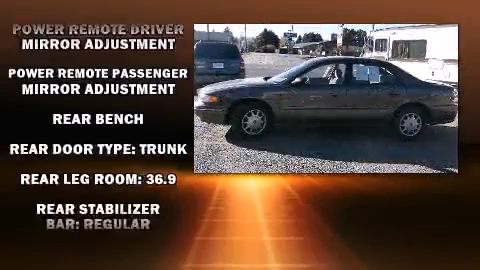 POWER REMOTE DRIVER
MIRROR ADJUSTMENT
POWER REMOTE PASSENGER
MIRROR ADJUSTMENT
REAR BENCH
REAR DOOR TYPE: TRUNK
REAR LEG ROOM: 36.9
REAR STABILIZER
BAR: REGULAR